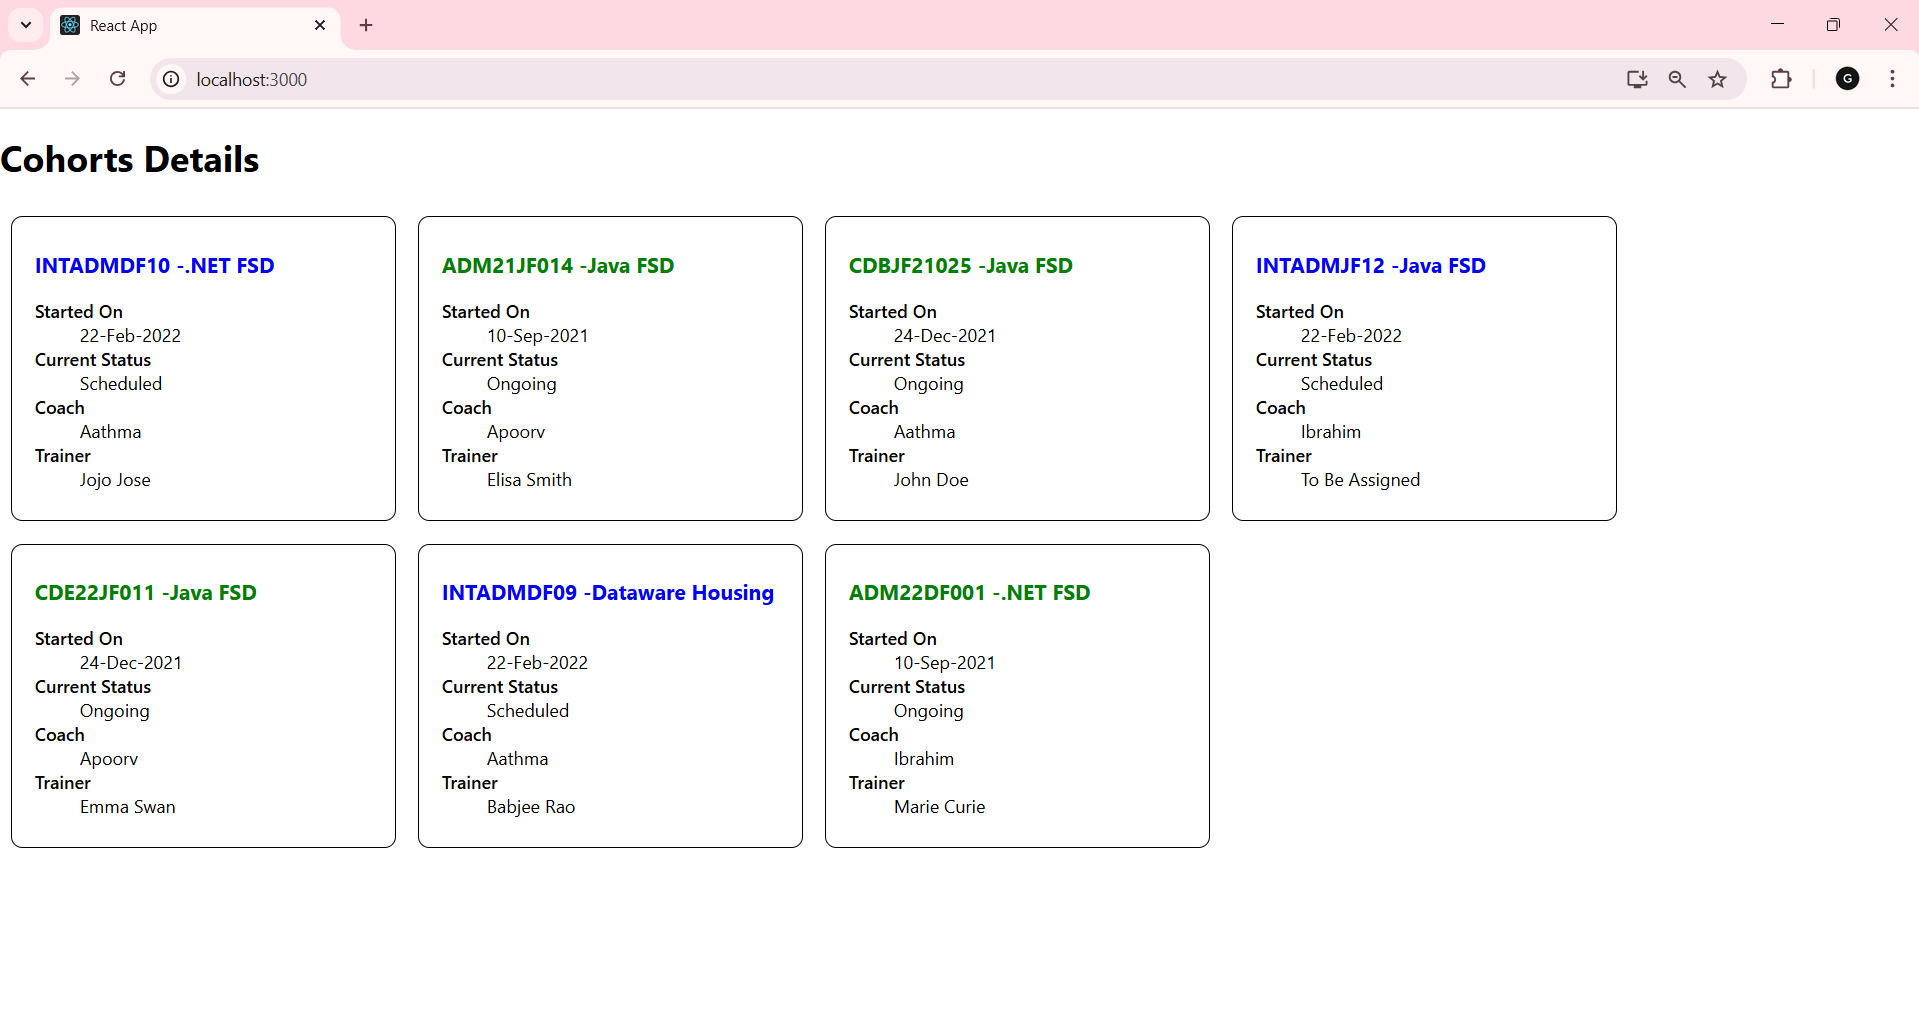 React App
localhost:3000
G
Cohorts Details
INTADMDF10 -.NET FSD
Started On
22-Feb-2022
Current Status
Scheduled
Coach
Aathma
Trainer
Jojo Jose
ADM21JF014 -Java FSD
Started On
10-Sep-2021
Current Status
Ongoing
Coach
Apoorv
Trainer
Elisa Smith
CDBJF21025 -Java FSD
Started On
24-Dec-2021
Current Status
Ongoing
Coach
Aathma
Trainer
John Doe
INTADMJF12 -Java FSD
Started On
22-Feb-2022
Current Status
Scheduled
Coach
Ibrahim
Trainer
To Be Assigned
CDE22JF011 -Java FSD
Started On
24-Dec-2021
Current Status
Ongoing
Coach
Apoorv
Trainer
Emma Swan
INTADMDF09 -Dataware Housing
Started On
22-Feb-2022
Current Status
Scheduled
Coach
Aathma
Trainer
Babjee Rao
ADM22DF001 -.NET FSD
Started On
10-Sep-2021
Current Status
Ongoing
Coach
Ibrahim
Trainer
Marie Curie